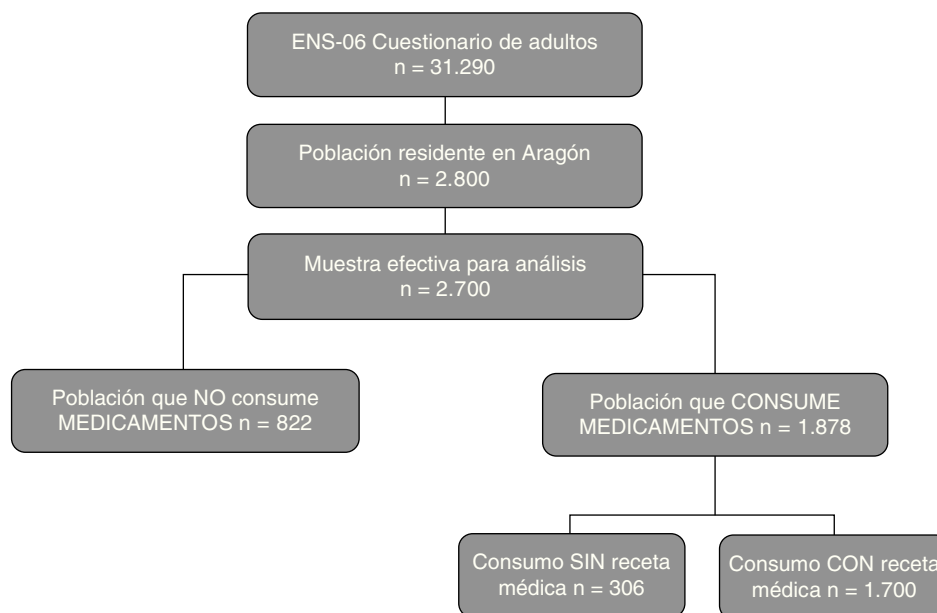 ENS-06 Cuestionario de adultos
n = 31.290
Población residente en Aragón
n = 2.800
Muestra efectiva para análisis
n = 2.700
Población que NO consume
MEDICAMENTOS n = 822
Población que CONSUME
MEDICAMENTOS n = 1.878
Consumo SIN receta
médica n = 306
Consumo CON receta
médica n = 1.700